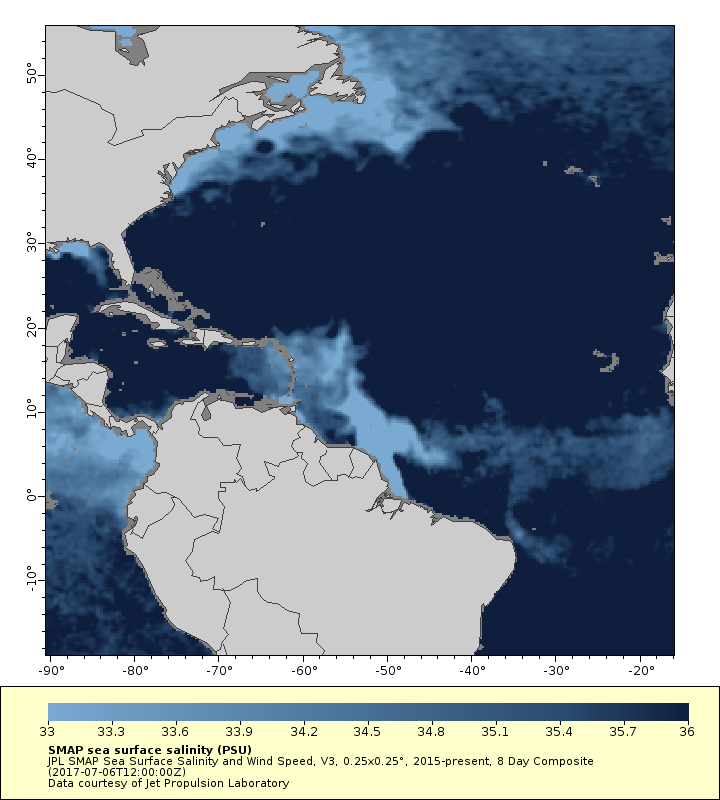 50°
40°
30°
20°
10°
0°
-10°
-90° -80° -70° -60° -50° -40° -30° -20°
33 33.3 33.6 33.9 34.2 34.5 34.8 35.1 35.4 35.7 36
SMAP sea surface salinity (PSU)
JPL SMAP Sea Surface Salinity and Wind Speed, V3, 0.25x0.25°, 2015-present, 8 Day Composite
(2017-07-06T12:00:00Z)
Data courtesy of Jet Propulsion Laboratory